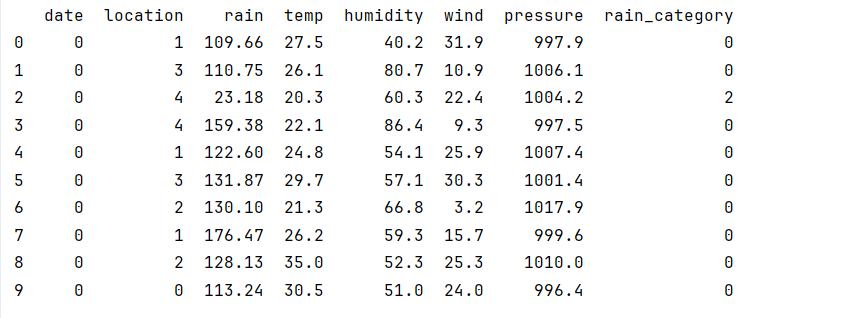 date location rain temp humidity wind pressure rain_category
0 0 1 109.66 27.5 40.2 31.9 997.9 0
1 0 3 110.75 26.1 80.7 10.9 1006.1 0
2 0 4 23.18 20.3 60.3 22.4 1004.2 2
3 0 4 159.38 22.1 86.4 9.3 997.5 0
4 0 1 122.60 24.8 54.1 25.9 1007.4 0
5 0 3 131.87 29.7 57.1 30.3 1001.4 0
6 0 2 130.10 21.3 66.8 3.2 1017.9 0
7 0 1 176.47 26.2 59.3 15.7 999.6 0
8 0 2 128.13 35.0 52.3 25.3 1010.0 0
9 0 0 113.24 30.5 51.0 24.0 996.4 0